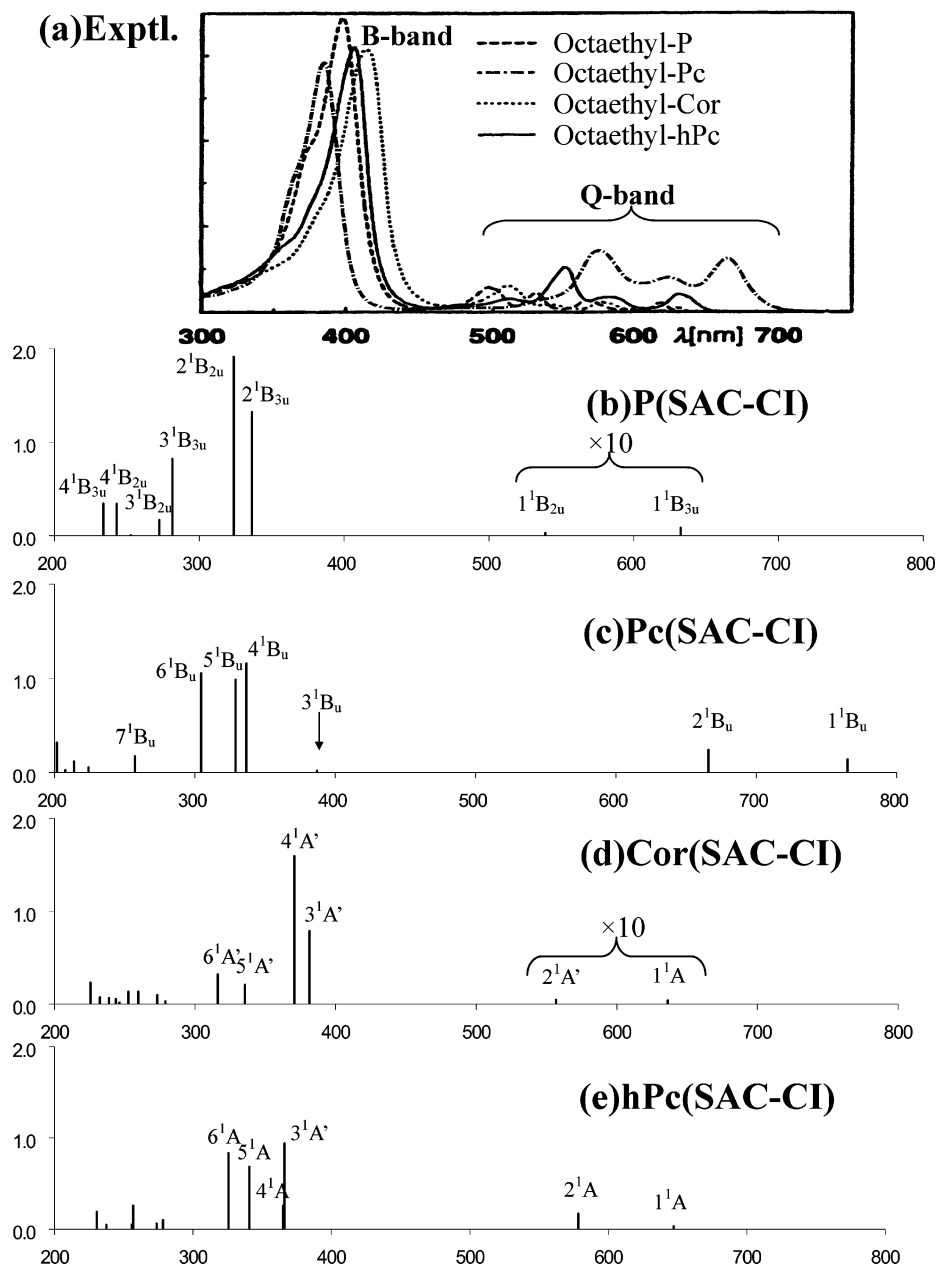 (a)Exptl.
B-band
Octaethyl-P
Octaethyl-Pc
Octaethyl-Cor
Octaethyl-hPc
Q-band
300 400 500 600 λ[nm] 700
2.0
1.0
0.0
(b)P(SAC-CI)
×10
2¹B₂ᵤ
2¹B₃ᵤ
3¹B₃ᵤ
4¹B₂ᵤ
4¹B₃ᵤ
3¹B₂ᵤ
1¹B₂ᵤ
1¹B₃ᵤ
200 300 400 500 600 700 800
2.0
1.0
0.0
(c)Pc(SAC-CI)
4¹Bᵤ
5¹Bᵤ
6¹Bᵤ
3¹Bᵤ
7¹Bᵤ
2¹Bᵤ
1¹Bᵤ
200 300 400 500 600 700 800
2.0
1.0
0.0
(d)Cor(SAC-CI)
×10
4¹A’
3¹A’
6¹A’
5¹A’
2¹A’
1¹A
200 300 400 500 600 700 800
2.0
1.0
0.0
(e)hPc(SAC-CI)
6¹A
3¹A’
5¹A
4¹A
2¹A
1¹A
200 300 400 500 600 700 800